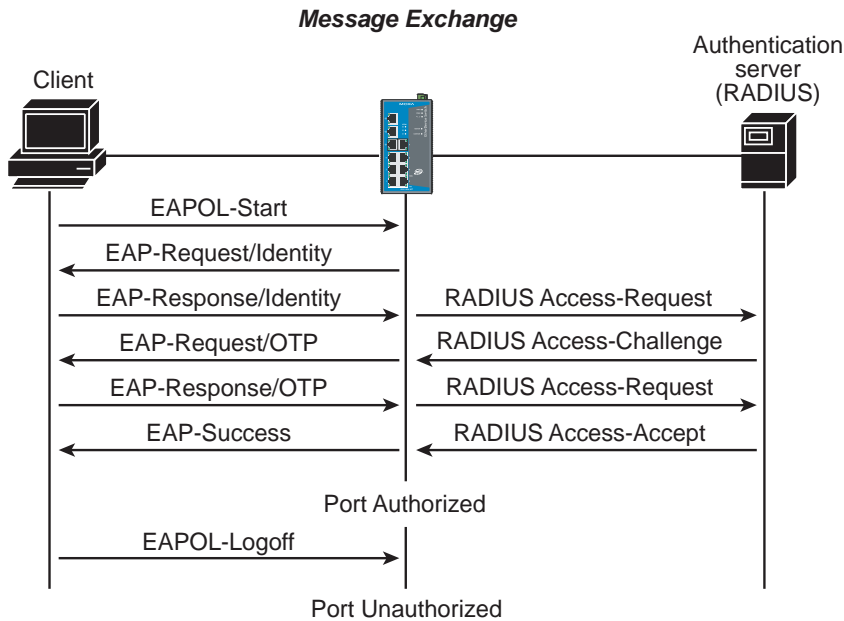 Message Exchange
Client
Authentication
server
(RADIUS)
EAPOL-Start
EAP-Request/Identity
EAP-Response/Identity
RADIUS Access-Request
EAP-Request/OTP
RADIUS Access-Challenge
EAP-Response/OTP
RADIUS Access-Request
EAP-Success
RADIUS Access-Accept
Port Authorized
EAPOL-Logoff
Port Unauthorized